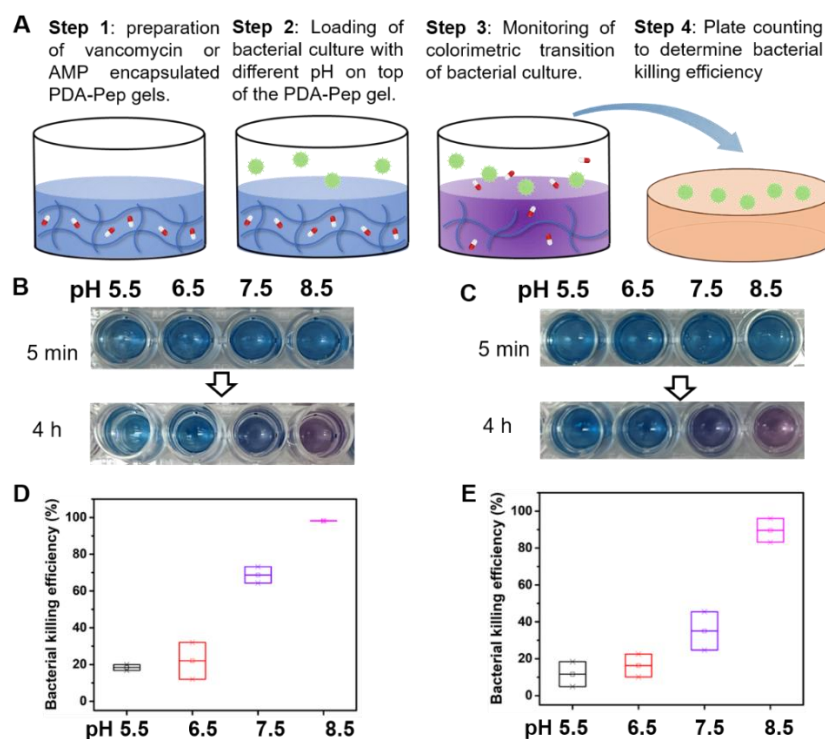 A
Step 1: preparation
of vancomycin or
AMP encapsulated
PDA-Pep gels.
Step 2: Loading of
bacterial culture with
different pH on top
of the PDA-Pep gel.
Step 3: Monitoring of
colorimetric transition
of bacterial culture.
Step 4: Plate counting
to determine bacterial
killing efficiency
B
pH 5.5 6.5 7.5 8.5
5 min
4 h
C
pH 5.5 6.5 7.5 8.5
5 min
4 h
D
Bacterial killing efficiency (%)
100
80
60
40
20
0
pH 5.5 6.5 7.5 8.5
E
Bacterial killing efficiency (%)
100
80
60
40
20
0
pH 5.5 6.5 7.5 8.5